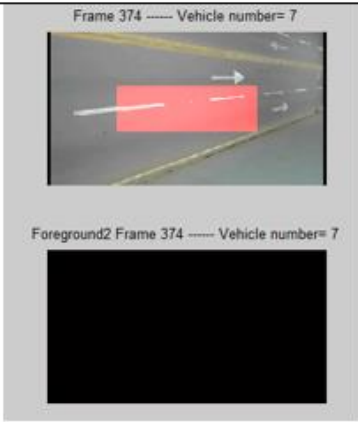 Frame 374 ------ Vehicle number= 7
Foreground2 Frame 374 ------ Vehicle number= 7